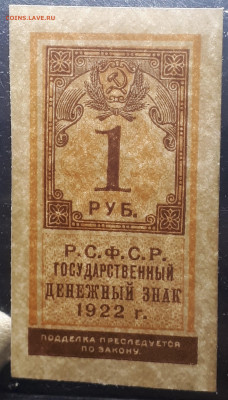 COINS.LAVE.RU
1
РУБ.
Р.С.Ф.С.Р.
ГОСУДАРСТВЕННЫЙ
ДЕНЕЖНЫЙ ЗНАК
1922 г.
ПОДДЕЛКА ПРЕСЛЕДУЕТСЯ
ПО ЗАКОНУ.